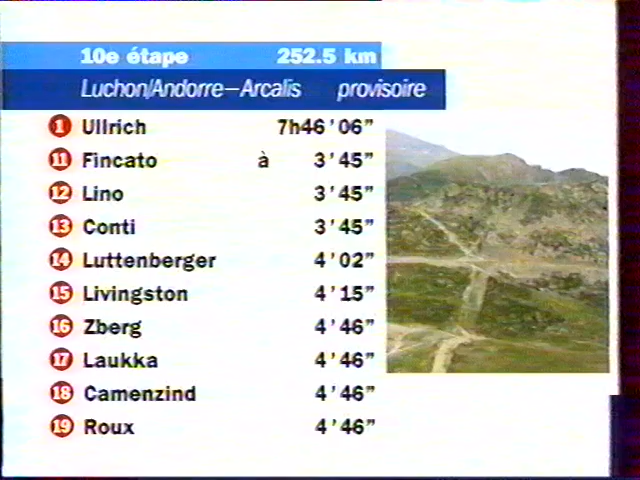 10e étape 252.5 km
Luchon/Andorre–Arcalis provisoire
1 Ullrich 7h46'06"
11 Fincato à 3'45"
12 Lino 3'45"
13 Conti 3'45"
14 Luttenberger 4'02"
15 Livingston 4'15"
16 Zberg 4'46"
17 Laukka 4'46"
18 Camenzind 4'46"
19 Roux 4'46"